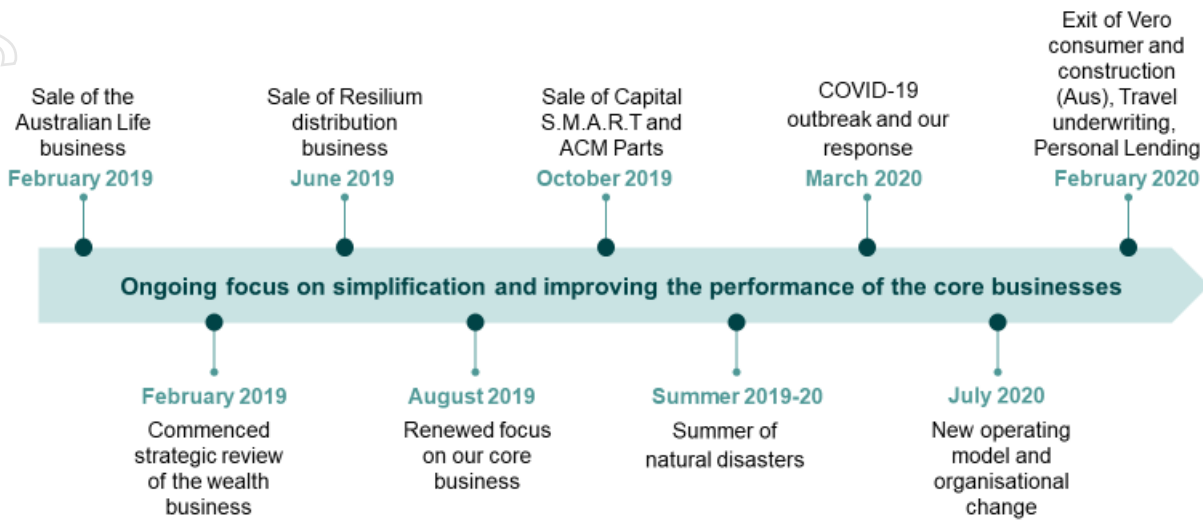 Sale of the
Australian Life
business
February 2019
Sale of Resilium
distribution
business
June 2019
Sale of Capital
S.M.A.R.T and
ACM Parts
October 2019
COVID-19
outbreak and our
response
March 2020
Exit of Vero
consumer and
construction
(Aus), Travel
underwriting,
Personal Lending
February 2020
Ongoing focus on simplification and improving the performance of the core businesses
February 2019
Commenced
strategic review
of the wealth
business
August 2019
Renewed focus
on our core
business
Summer 2019-20
Summer of
natural disasters
July 2020
New operating
model and
organisational
change